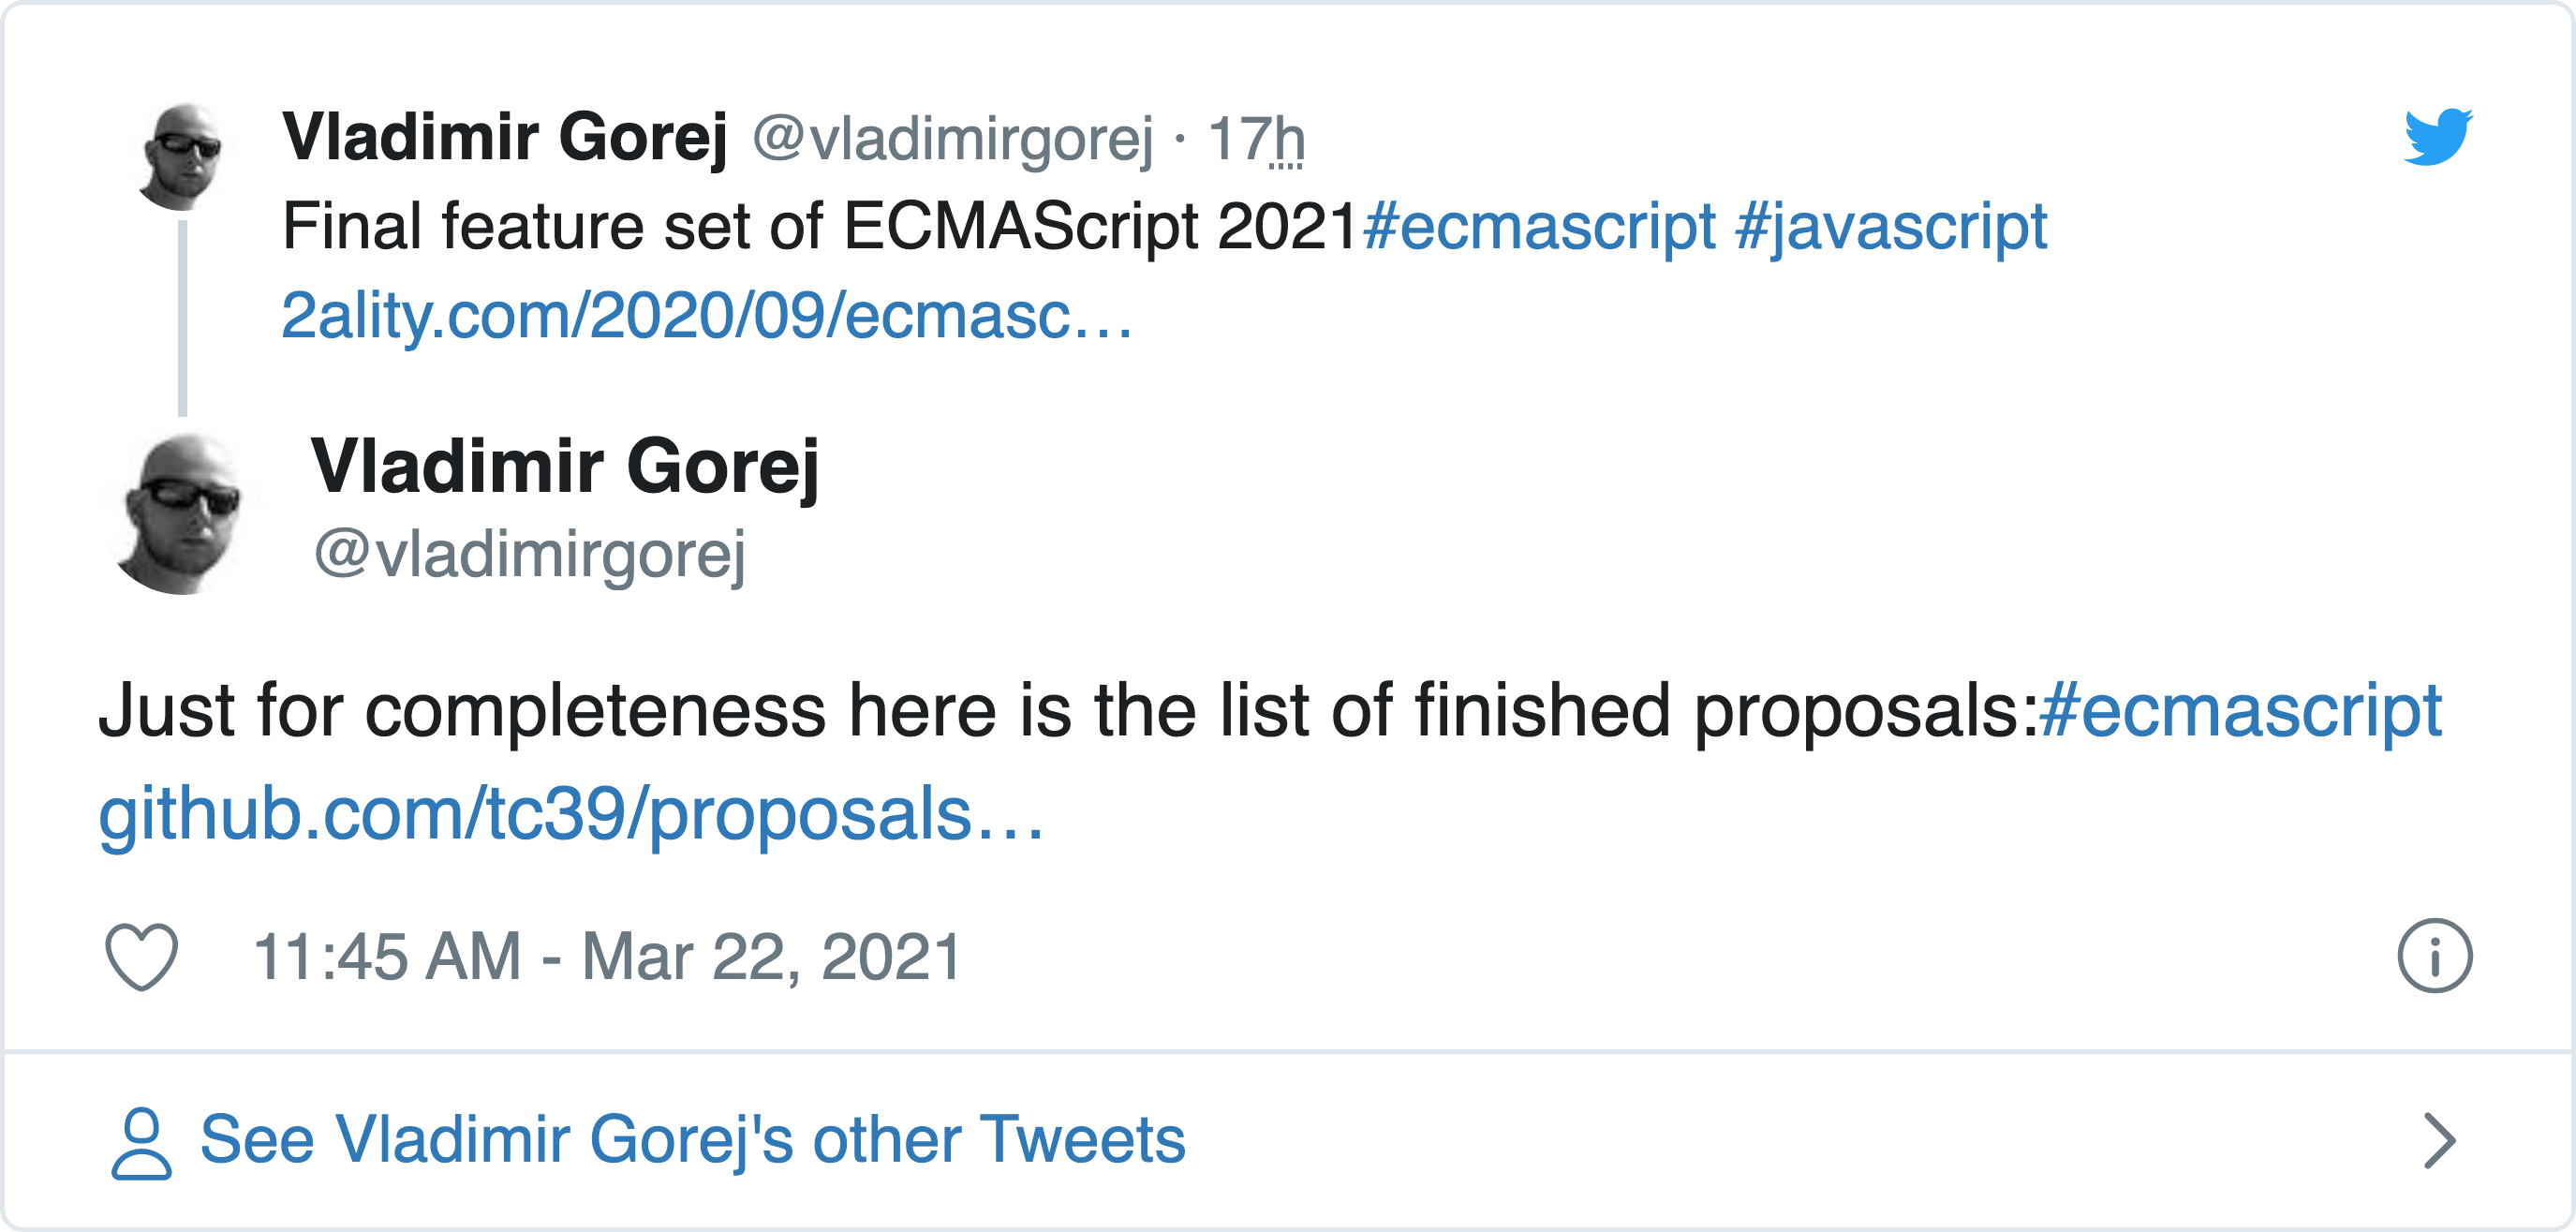 Vladimir Gorej @vladimirgorej · 17h
Final feature set of ECMAScript 2021#ecmascript #javascript
2ality.com/2020/09/ecmasc…
Vladimir Gorej
@vladimirgorej
Just for completeness here is the list of finished proposals:#ecmascript
github.com/tc39/proposals…
11:45 AM - Mar 22, 2021
See Vladimir Gorej's other Tweets